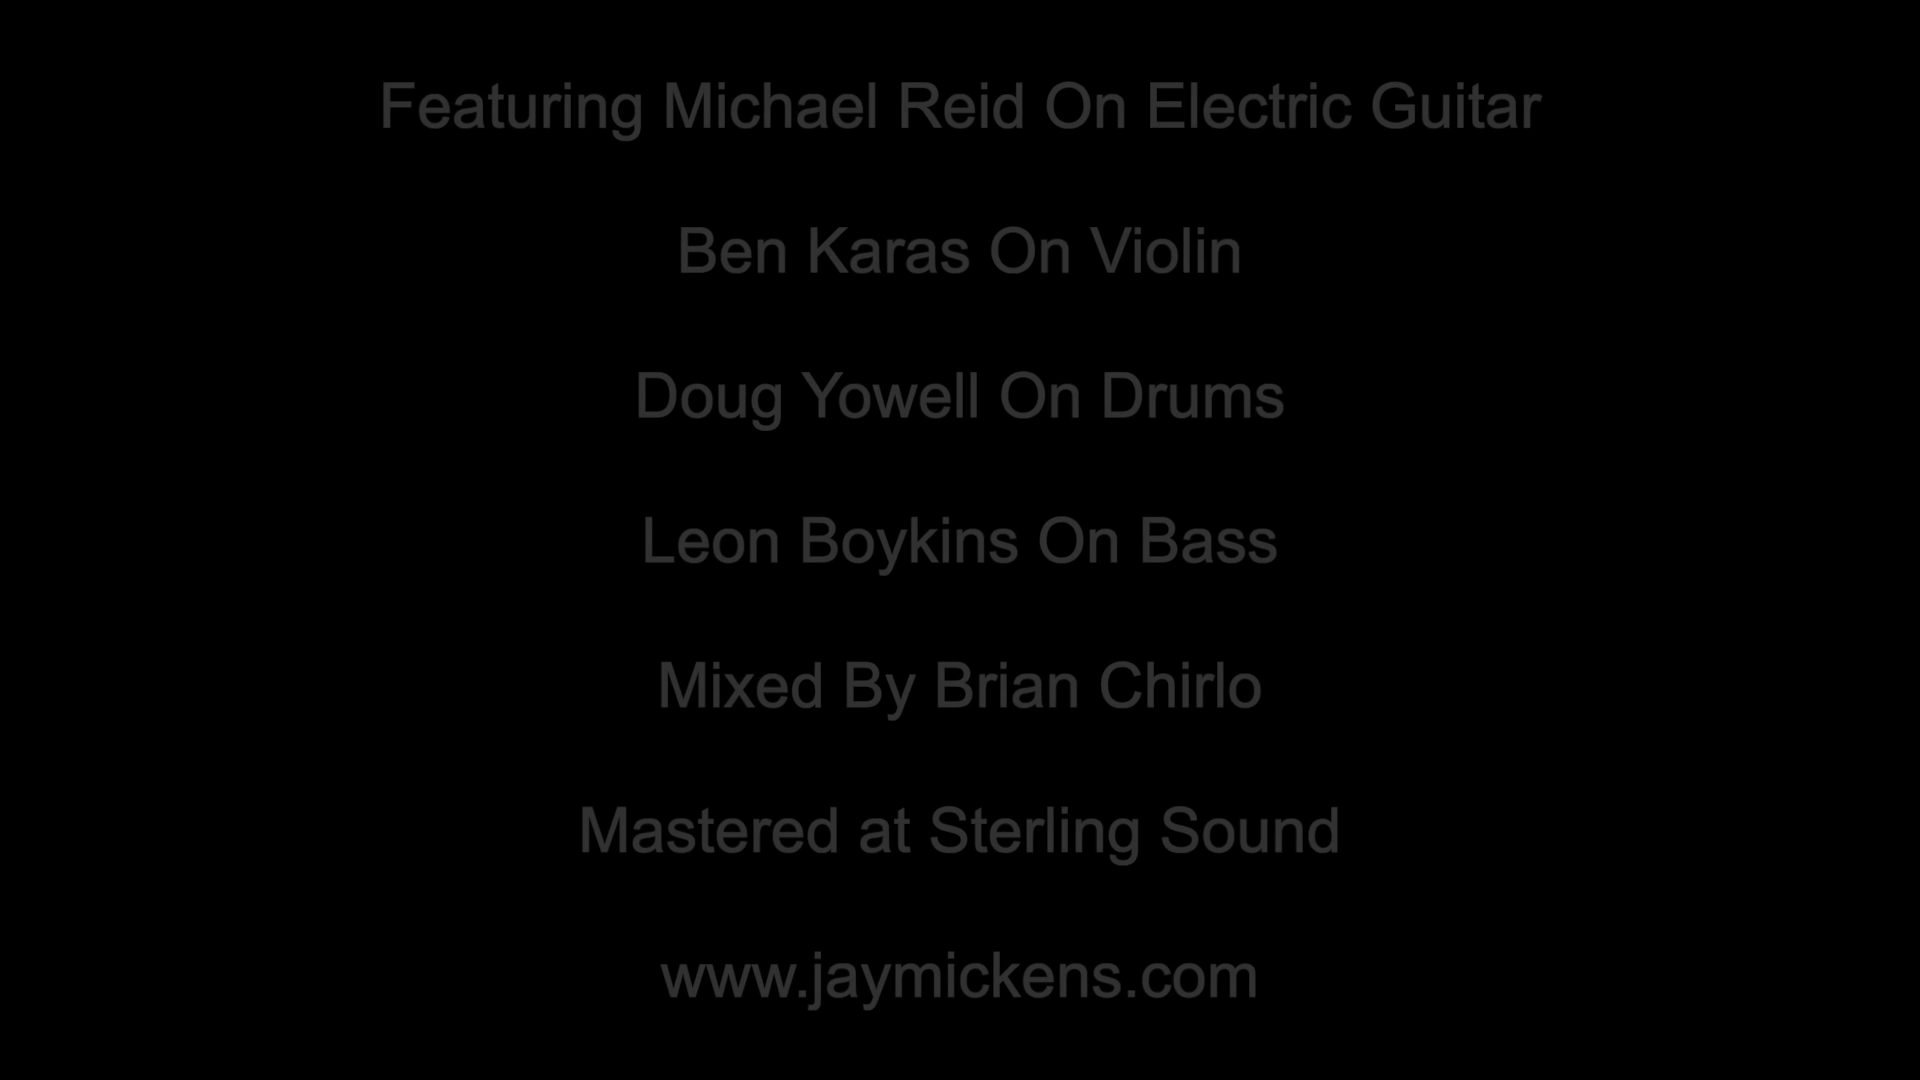 Featuring Michael Reid On Electric Guitar
Ben Karas On Violin
Doug Yowell On Drums
Leon Boykins On Bass
Mixed By Brian Chirlo
Mastered at Sterling Sound
www.jaymickens.com